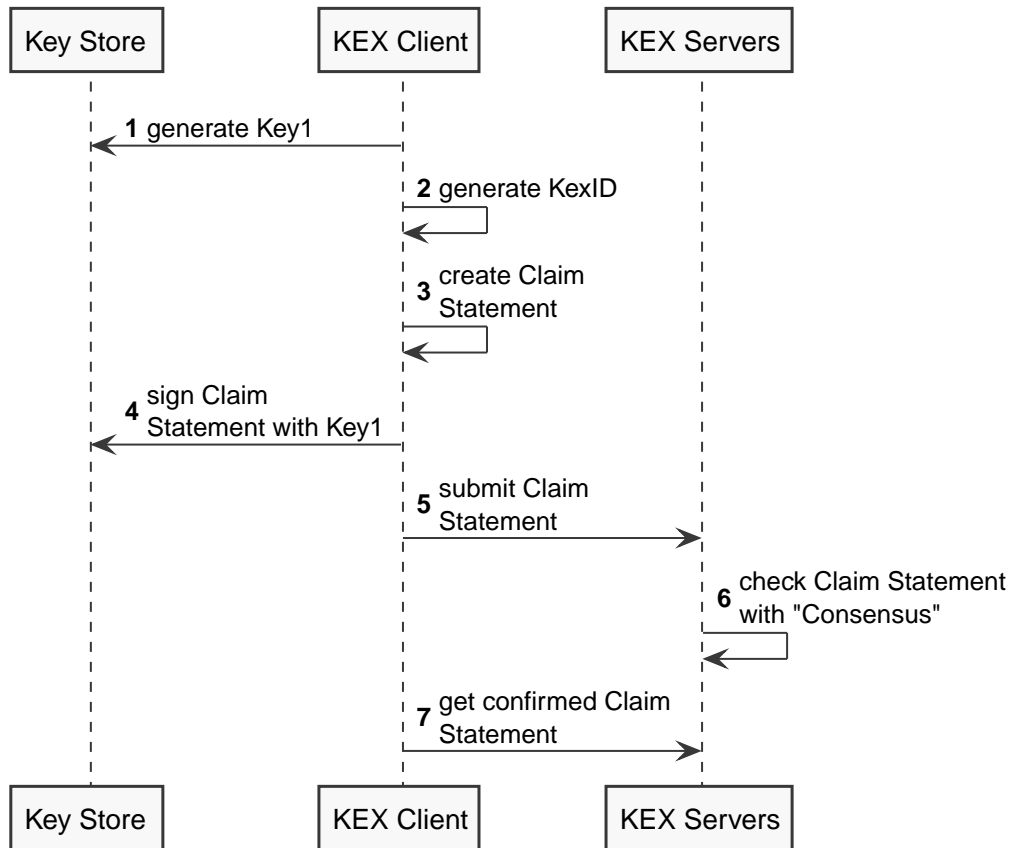 Key Store
KEX Client
KEX Servers
1 generate Key1
2 generate KexID
3 create Claim
Statement
4 sign Claim
Statement with Key1
5 submit Claim
Statement
6 check Claim Statement
with "Consensus"
7 get confirmed Claim
Statement
Key Store
KEX Client
KEX Servers